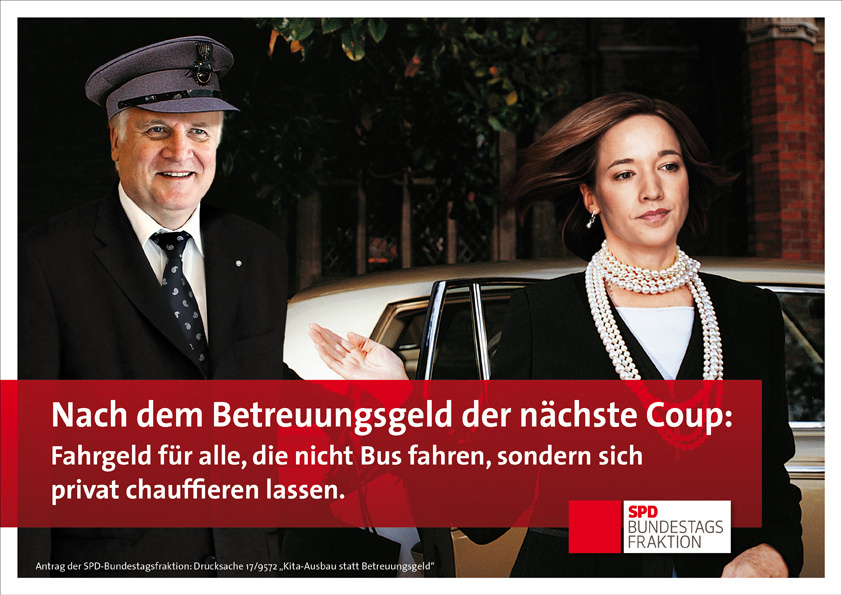 Nach dem Betreuungsgeld der nächste Coup:
Fahrgeld für alle, die nicht Bus fahren, sondern sich
privat chauffieren lassen.
SPD
BUNDESTAGS
FRAKTION
Antrag der SPD-Bundestagsfraktion: Drucksache 17/9572 „Kita-Ausbau statt Betreuungsgeld“